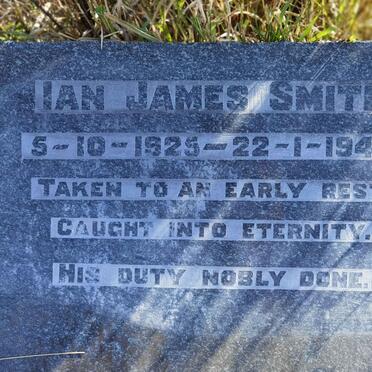 IAN JAMES SMIT
5-10-1925-22-1-194
TAKEN TO AN EARLY REST
CAUGHT INTO ETERNITY.
HIS DUTY NOBLY DONE.